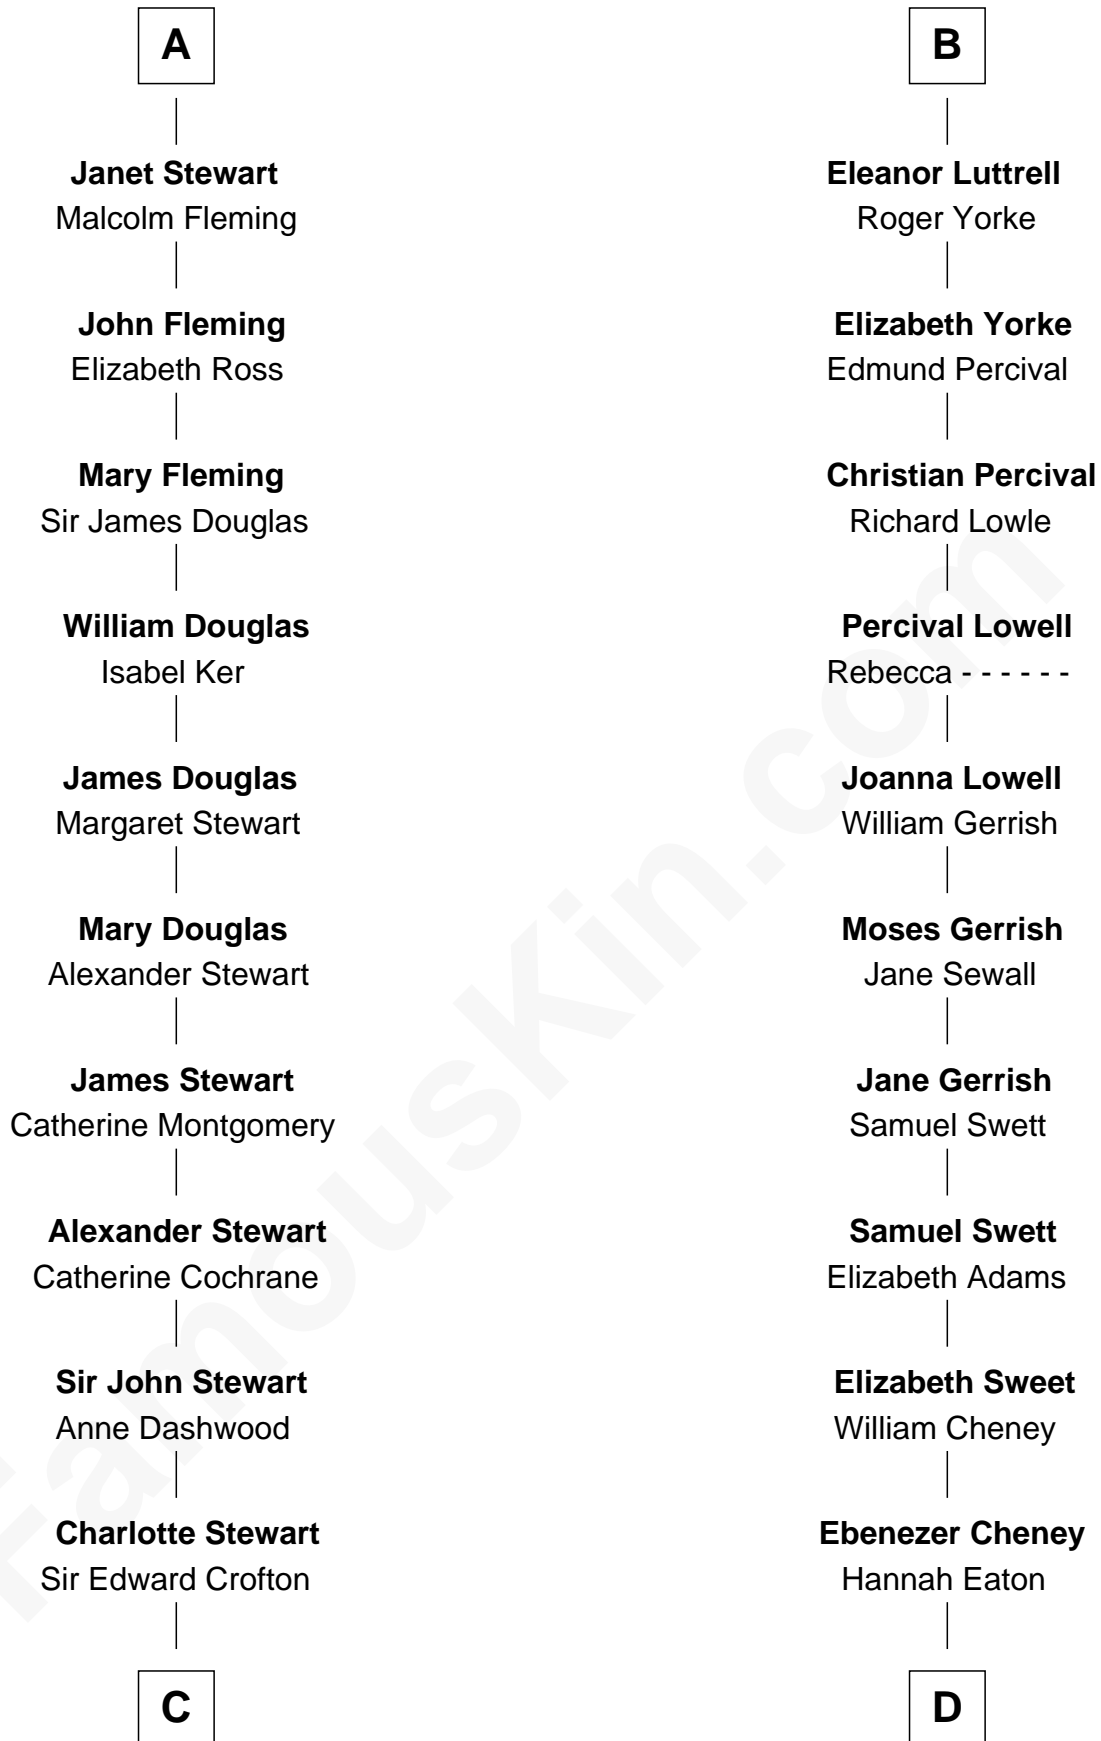 A
Janet Stewart
Malcolm Fleming
John Fleming
Elizabeth Ross
Mary Fleming
Sir James Douglas
William Douglas
Isabel Ker
James Douglas
Margaret Stewart
Mary Douglas
Alexander Stewart
James Stewart
Catherine Montgomery
Alexander Stewart
Catherine Cochrane
Sir John Stewart
Anne Dashwood
Charlotte Stewart
Sir Edward Crofton
C
B
Eleanor Luttrell
Roger Yorke
Elizabeth Yorke
Edmund Percival
Christian Percival
Richard Lowle
Percival Lowell
Rebecca - - - - - -
Joanna Lowell
William Gerrish
Moses Gerrish
Jane Sewall
Jane Gerrish
Samuel Swett
Samuel Swett
Elizabeth Adams
Elizabeth Sweet
William Cheney
Ebenezer Cheney
Hannah Eaton
D
FamousKin.com